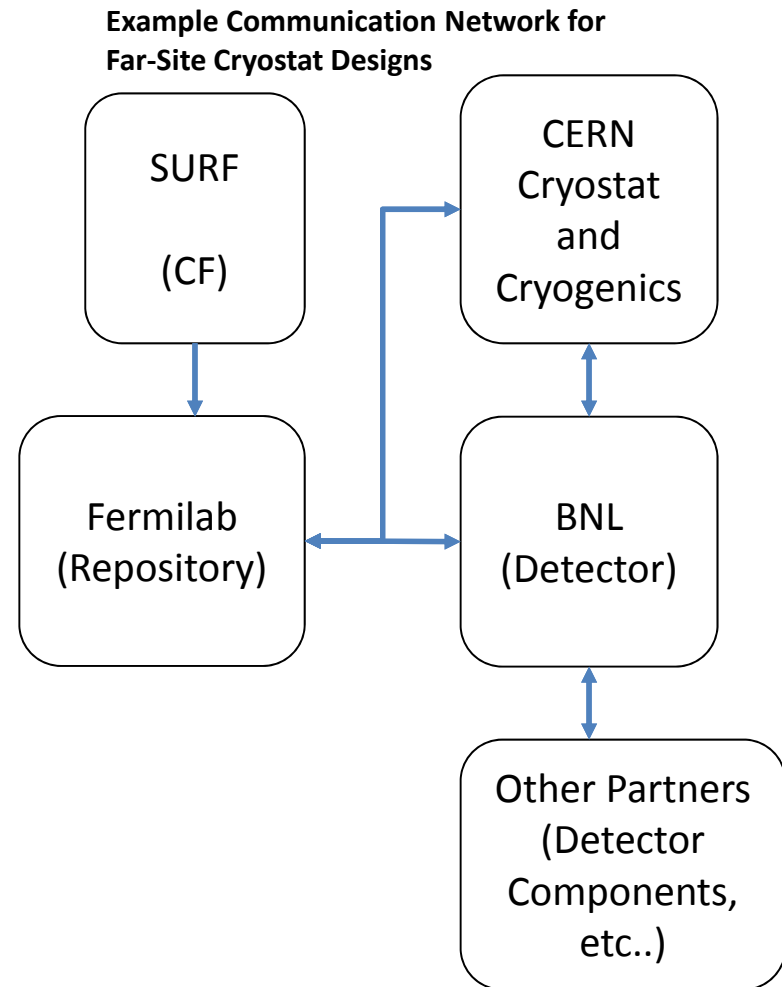 Example Communication Network for
Far-Site Cryostat Designs
SURF
(CF)
CERN
Cryostat
and
Cryogenics
Fermilab
(Repository)
BNL
(Detector)
Other Partners
(Detector
Components,
etc..)